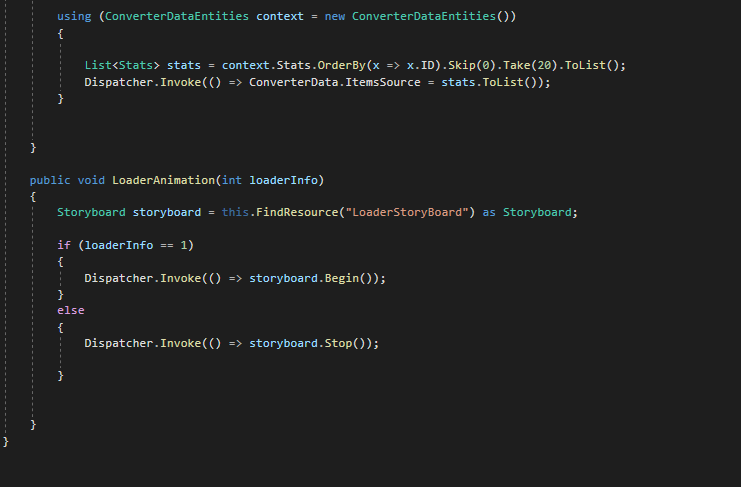 using (ConverterDataEntities context = new ConverterDataEntities())
{
List<Stats> stats = context.Stats.OrderBy(x => x.ID).Skip(0).Take(20).ToList();
Dispatcher.Invoke(() => ConverterData.ItemsSource = stats.ToList());
}
}
public void LoaderAnimation(int loaderInfo)
{
Storyboard storyboard = this.FindResource("LoaderStoryBoard") as Storyboard;
if (loaderInfo == 1)
{
Dispatcher.Invoke(() => storyboard.Begin());
}
else
{
Dispatcher.Invoke(() => storyboard.Stop());
}
}
}